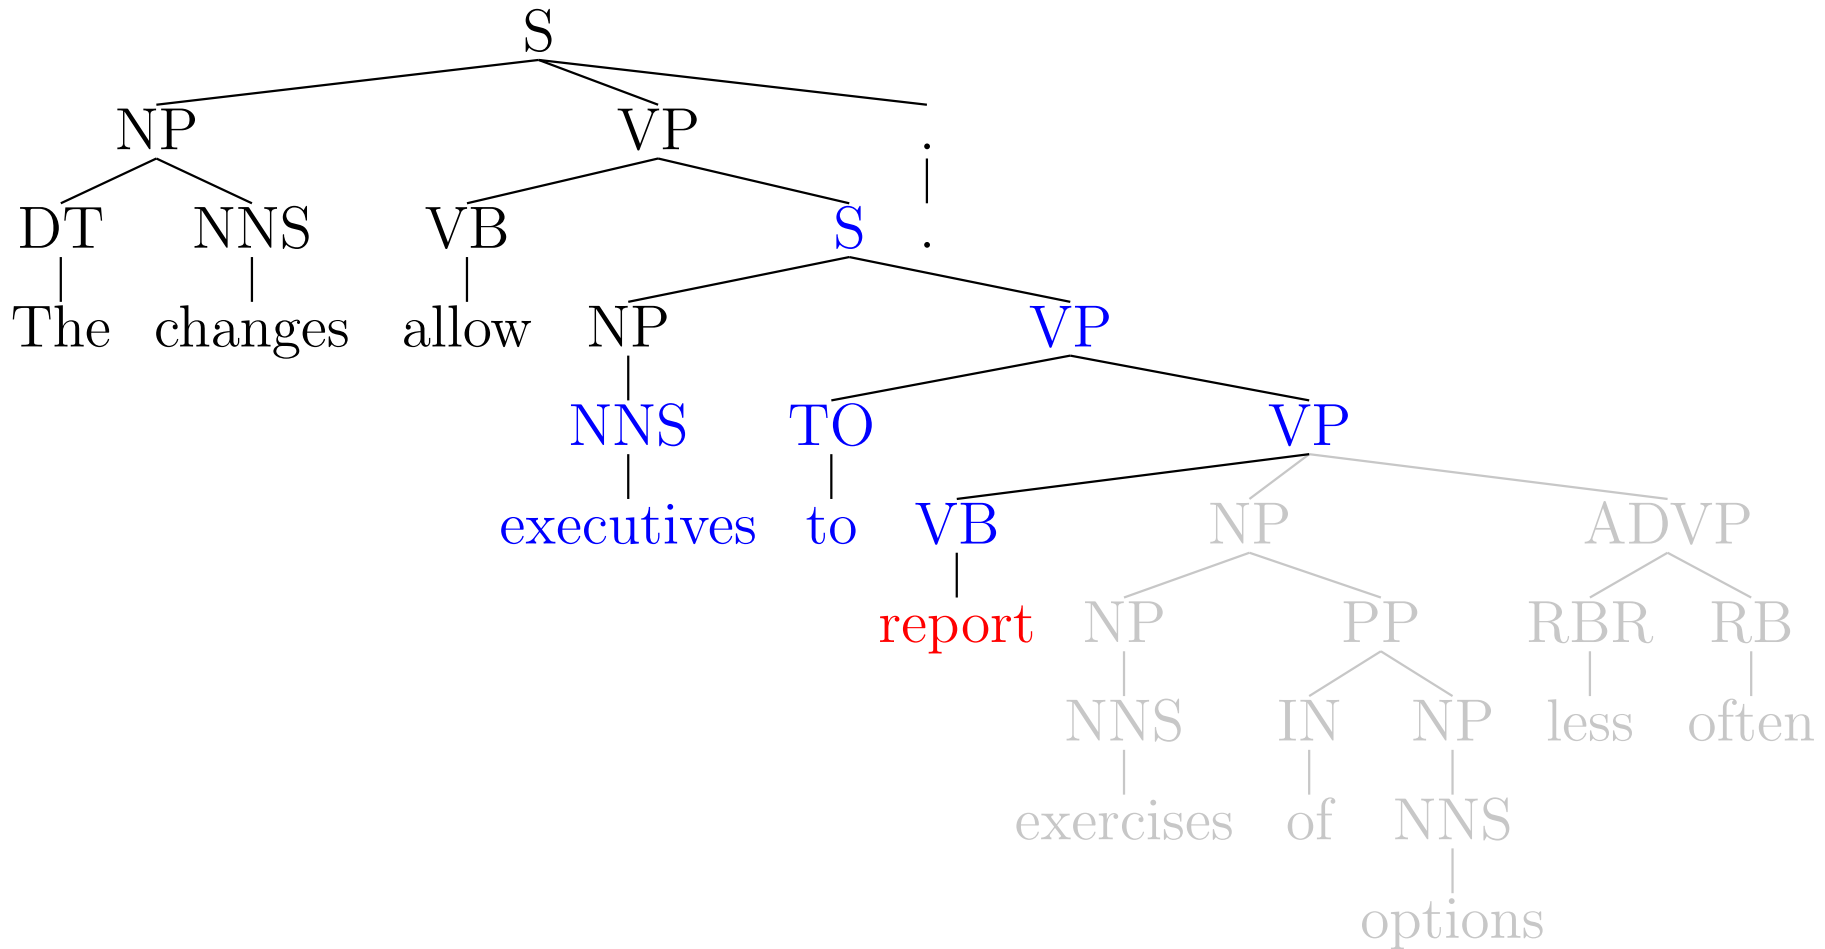 S
NP VP .
DT NNS VB S .
The changes allow NP VP
NNS TO VP
executives to VB NP ADVP
report NP PP RBR RB
NNS IN NP less often
exercises of NNS
options